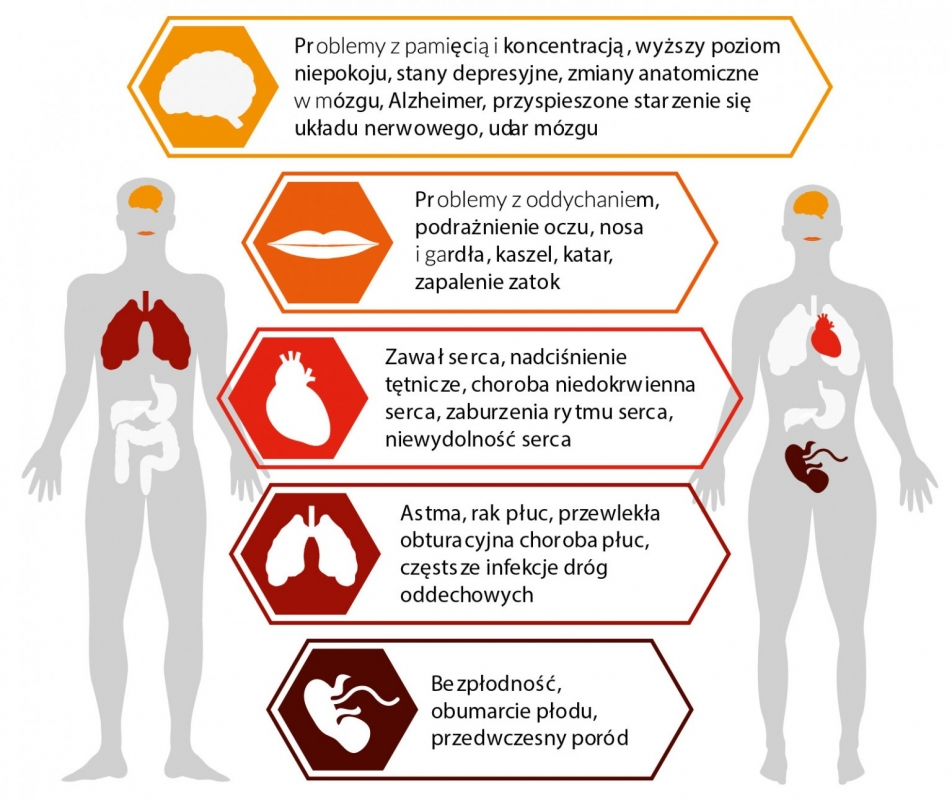 Problemy z pamięcią i koncentracją, wyższy poziom
niepokoju, stany depresyjne, zmiany anatomiczne
w mózgu, Alzheimer, przyspieszone starzenie się
układu nerwowego, udar mózgu
Problemy z oddychaniem,
podrażnienie oczu, nosa
i gardła, kaszel, katar,
zapalenie zatok
Zawał serca, nadciśnienie
tętnicze, choroba niedokrwienna
serca, zaburzenia rytmu serca,
niewydolność serca
Astma, rak płuc, przewlekła
obturacyjna choroba płuc,
częstsze infekcje dróg
oddechowych
Bezpłodność,
obumarcie płodu,
przedwczesny poród